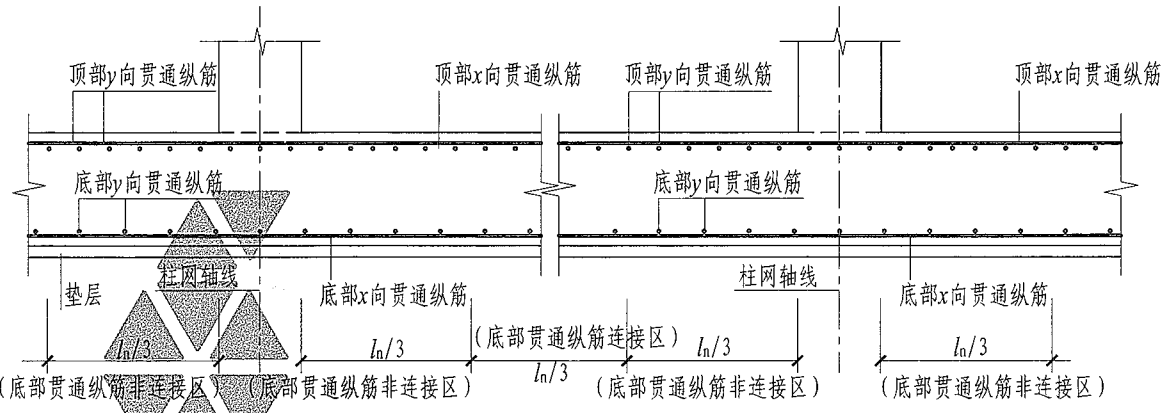 顶部y向贯通纵筋
顶部x向贯通纵筋
顶部y向贯通纵筋
顶部x向贯通纵筋
底部y向贯通纵筋
底部y向贯通纵筋
垫层
柱网轴线
底部x向贯通纵筋
柱网轴线
底部x向贯通纵筋
(底部贯通纵筋连接区)
ln/3
ln/3
ln/3
ln/3
ln/3
(底部贯通纵筋非连接区)
(底部贯通纵筋非连接区)
(底部贯通纵筋非连接区)
(底部贯通纵筋非连接区)